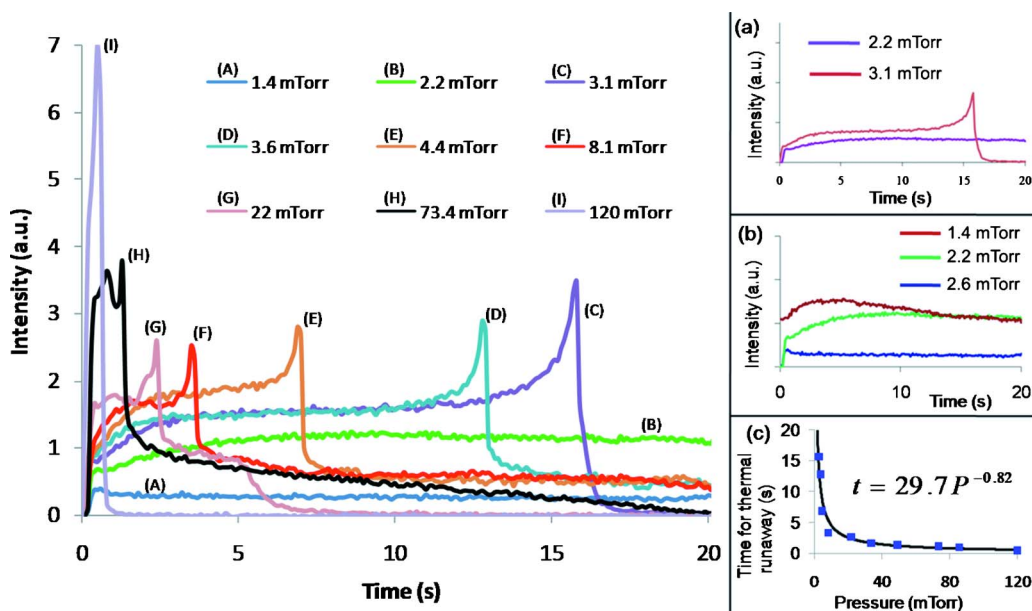 7
6
5
4
3
2
1
0
Intensity (a.u.)
(I)
(A) 1.4 mTorr
(B) 2.2 mTorr
(C) 3.1 mTorr
(D) 3.6 mTorr
(E) 4.4 mTorr
(F) 8.1 mTorr
(G) 22 mTorr
(H) 73.4 mTorr
(I) 120 mTorr
(H)
(G)
(F)
(E)
(D)
(C)
(B)
(A)
0 5 10 15 20
Time (s)
(a)
2.2 mTorr
3.1 mTorr
Intensity (a.u.)
0 5 10 15 20
Time (s)
(b)
1.4 mTorr
2.2 mTorr
2.6 mTorr
Intensity (a.u.)
0 10 20
Time (s)
(c)
20
15
10
5
0
Time for thermal
runaway (s)
t = 29.7P^−0.82
0 40 80 120
Pressure (mTorr)